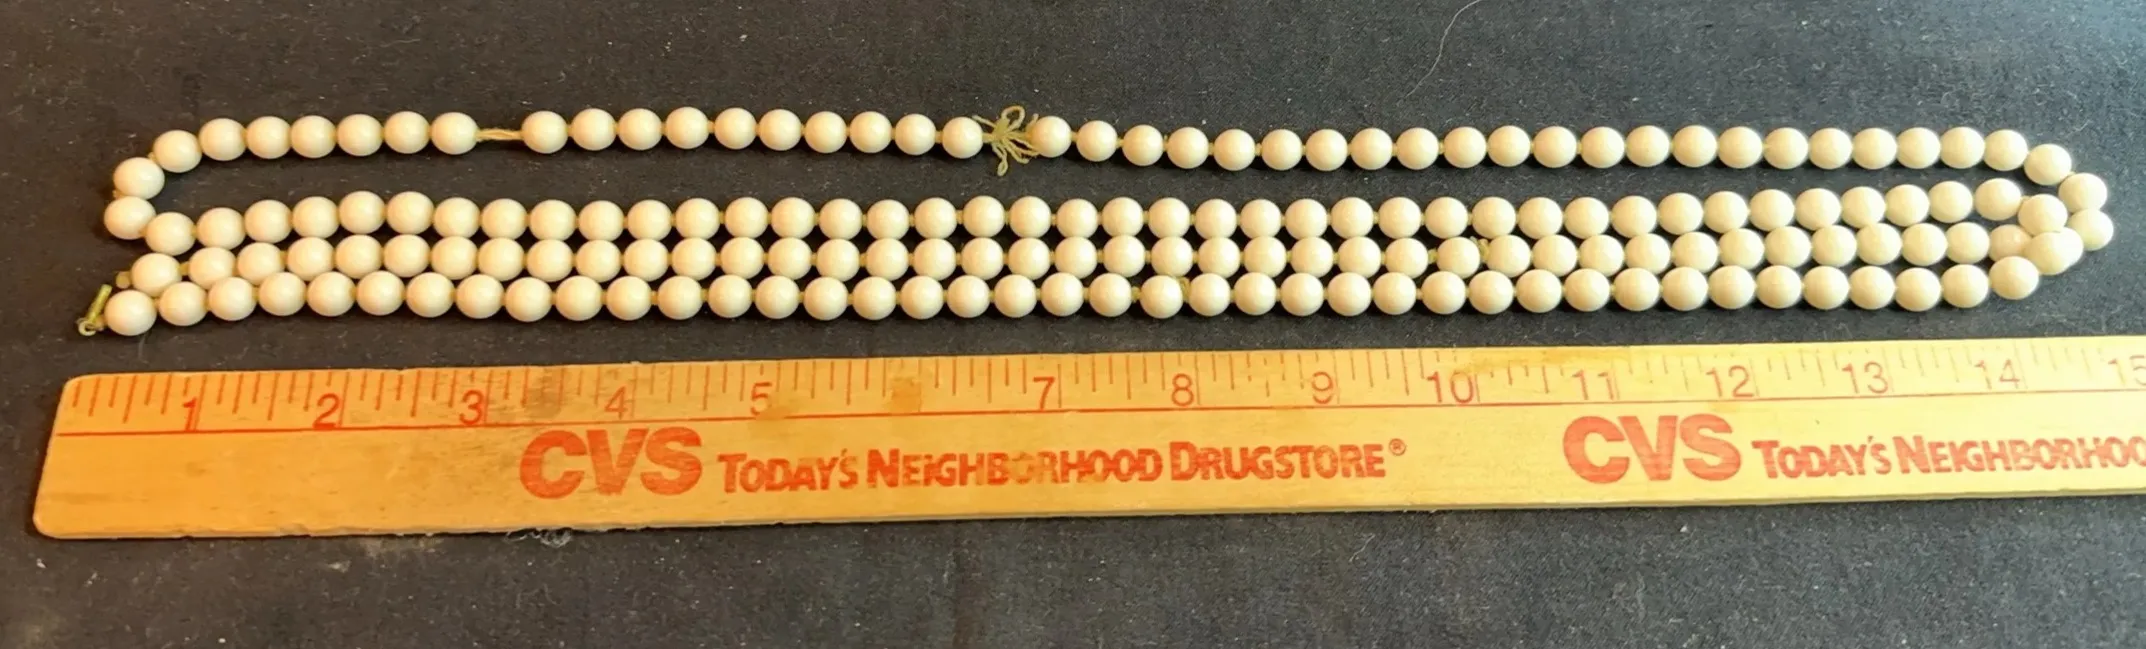 1 2 3 4 5 7 8 9 10 11 12 13 14 15
CVS TODAY'S NEIGHBORHOOD DRUGSTORE® CVS TODAY'S NEIGHBORHOO